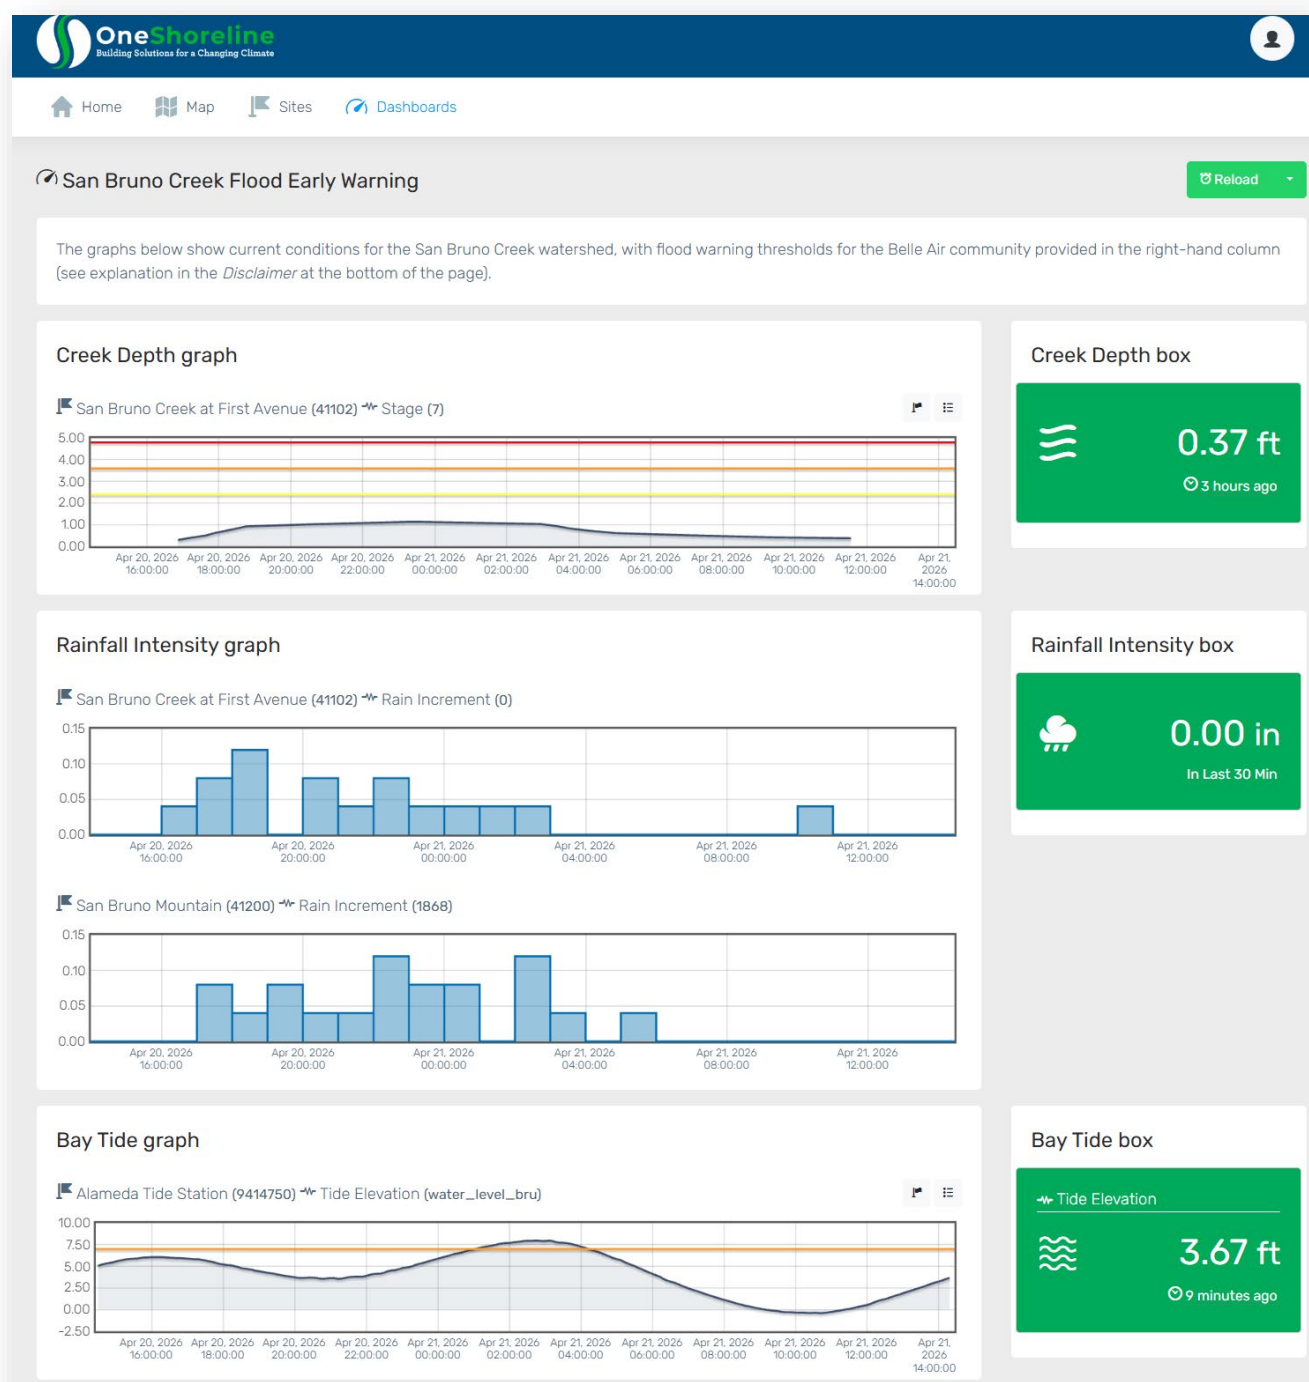 OneShoreline
Building Solutions for a Changing Climate
Home Map Sites Dashboards
San Bruno Creek Flood Early Warning
Reload
The graphs below show current conditions for the San Bruno Creek watershed, with flood warning thresholds for the Belle Air community provided in the right-hand column
(see explanation in the Disclaimer at the bottom of the page).
Creek Depth graph
San Bruno Creek at First Avenue (41102) Stage (7)
5.00
4.00
3.00
2.00
1.00
0.00
Apr 20, 2026 Apr 20, 2026 Apr 20, 2026 Apr 20, 2026 Apr 21, 2026 Apr 21, 2026 Apr 21, 2026 Apr 21, 2026 Apr 21, 2026 Apr 21, 2026 Apr 21, 2026 Apr 21,
16:00:00 18:00:00 20:00:00 22:00:00 00:00:00 02:00:00 04:00:00 06:00:00 08:00:00 10:00:00 12:00:00 2026
14:00:00
Creek Depth box
0.37 ft
3 hours ago
Rainfall Intensity graph
San Bruno Creek at First Avenue (41102) Rain Increment (0)
0.15
0.10
0.05
0.00
Apr 20, 2026 Apr 20, 2026 Apr 21, 2026 Apr 21, 2026 Apr 21, 2026 Apr 21, 2026
16:00:00 20:00:00 00:00:00 04:00:00 08:00:00 12:00:00
San Bruno Mountain (41200) Rain Increment (1868)
0.15
0.10
0.05
0.00
Apr 20, 2026 Apr 20, 2026 Apr 21, 2026 Apr 21, 2026 Apr 21, 2026 Apr 21, 2026
16:00:00 20:00:00 00:00:00 04:00:00 08:00:00 12:00:00
Rainfall Intensity box
0.00 in
In Last 30 Min
Bay Tide graph
Alameda Tide Station (9414750) Tide Elevation (water_level_bru)
10.00
7.50
5.00
2.50
0.00
-2.50
Apr 20, 2026 Apr 20, 2026 Apr 20, 2026 Apr 20, 2026 Apr 21, 2026 Apr 21, 2026 Apr 21, 2026 Apr 21, 2026 Apr 21, 2026 Apr 21, 2026 Apr 21, 2026 Apr 21,
16:00:00 18:00:00 20:00:00 22:00:00 00:00:00 02:00:00 04:00:00 06:00:00 08:00:00 10:00:00 12:00:00 2026
14:00:00
Bay Tide box
Tide Elevation
3.67 ft
9 minutes ago